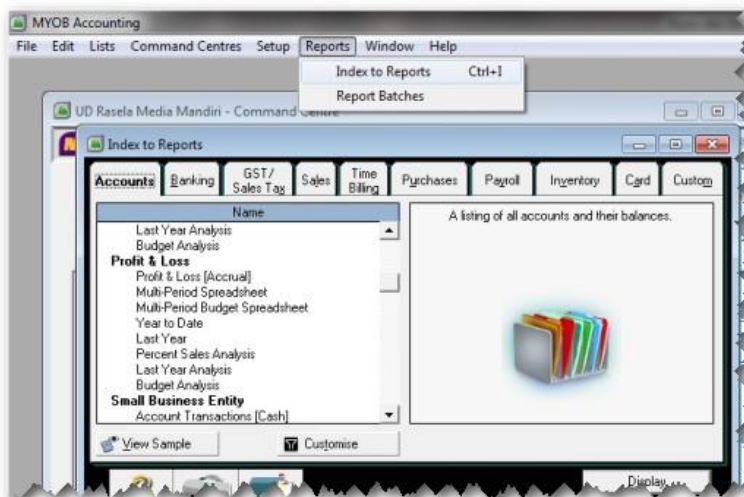 MYOB Accounting
File Edit Lists Command Centres Setup Reports Window Help
Index to Reports Ctrl+I
Report Batches
UD Rasela Media Mandiri - Command Centre
Index to Reports
Accounts Banking GST/ Sales Tax Sales Time Billing Purchases Payroll Inventory Card Custom
Name
Last Year Analysis
Budget Analysis
Profit & Loss
Profit & Loss [Accrual]
Multi-Period Spreadsheet
Multi-Period Budget Spreadsheet
Year to Date
Last Year
Percent Sales Analysis
Last Year Analysis
Budget Analysis
Small Business Entity
Account Transactions [Cash]
A listing of all accounts and their balances.
View Sample Customise
Display